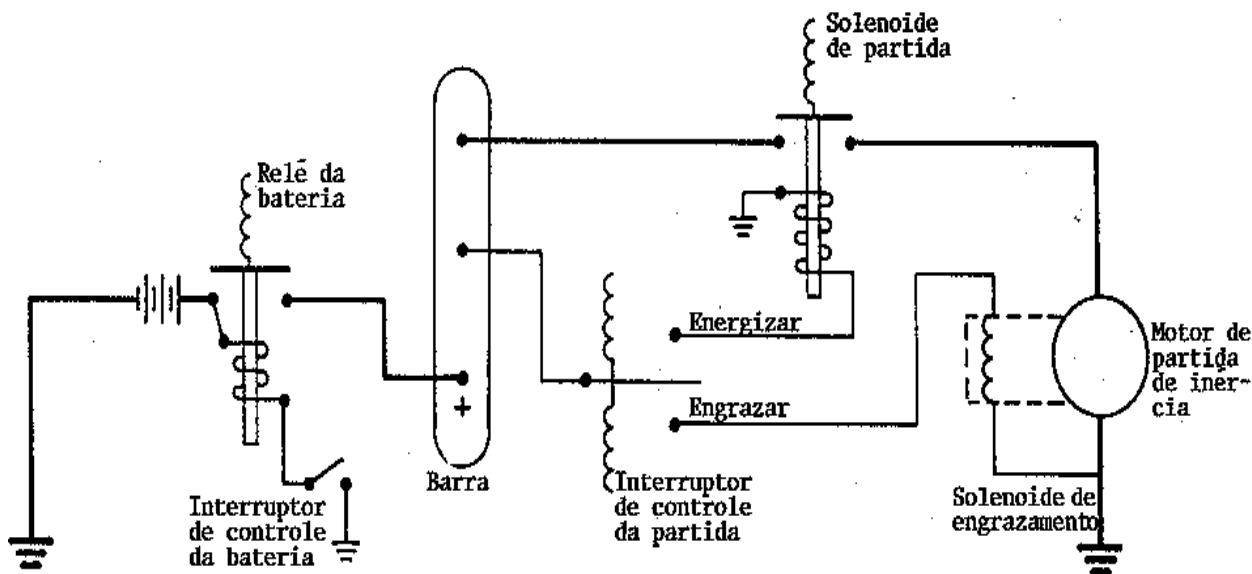 Solenoide
de partida
Relé da
bateria
Energizar
Engrazar
Motor de
partida
de iner-
cia
+
Barra
Interruptor
de controle
da bateria
Interruptor
de controle
da partida
Solenoide de
engrazamento